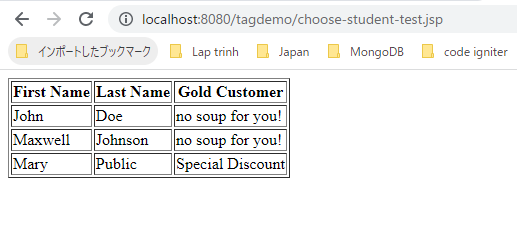 localhost:8080/tagdemo/choose-student-test.jsp
インポートしたブックマーク Lap trinh Japan MongoDB code igniter
First Name Last Name Gold Customer
John Doe no soup for you!
Maxwell Johnson no soup for you!
Mary Public Special Discount